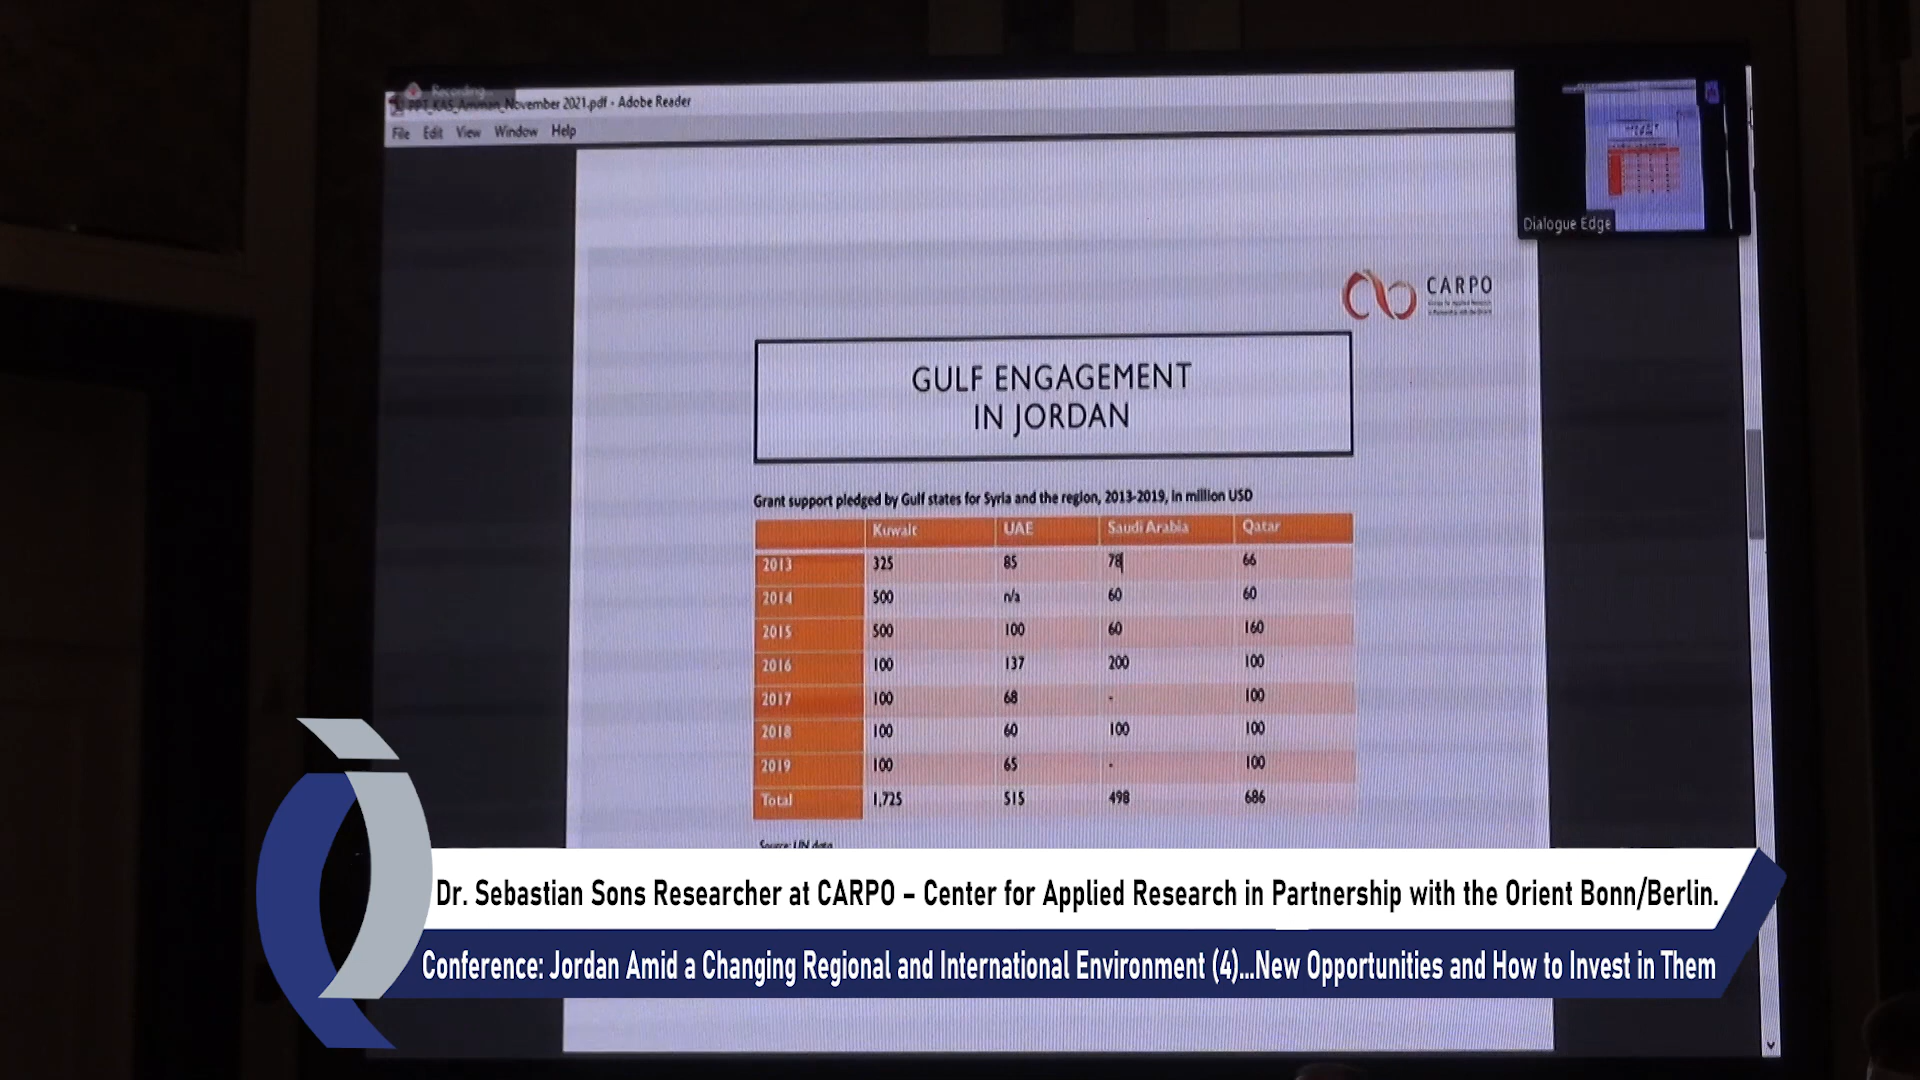 Recording...
PPT_KAS_Amman_November 2021.pdf - Adobe Reader
File Edit View Window Help
Dialogue Edge
CARPO
GULF ENGAGEMENT
IN JORDAN
Grant support pledged by Gulf states for Syria and the region, 2013-2019, in million USD
Kuwait UAE Saudi Arabia Qatar
2013 325 85 78 66
2014 500 n/a 60 60
2015 500 100 60 160
2016 100 137 200 100
2017 100 68 - 100
2018 100 60 100 100
2019 100 65 - 100
Total 1,725 515 498 686
Source: UN data
Dr. Sebastian Sons Researcher at CARPO – Center for Applied Research in Partnership with the Orient Bonn/Berlin.
Conference: Jordan Amid a Changing Regional and International Environment (4)...New Opportunities and How to Invest in Them